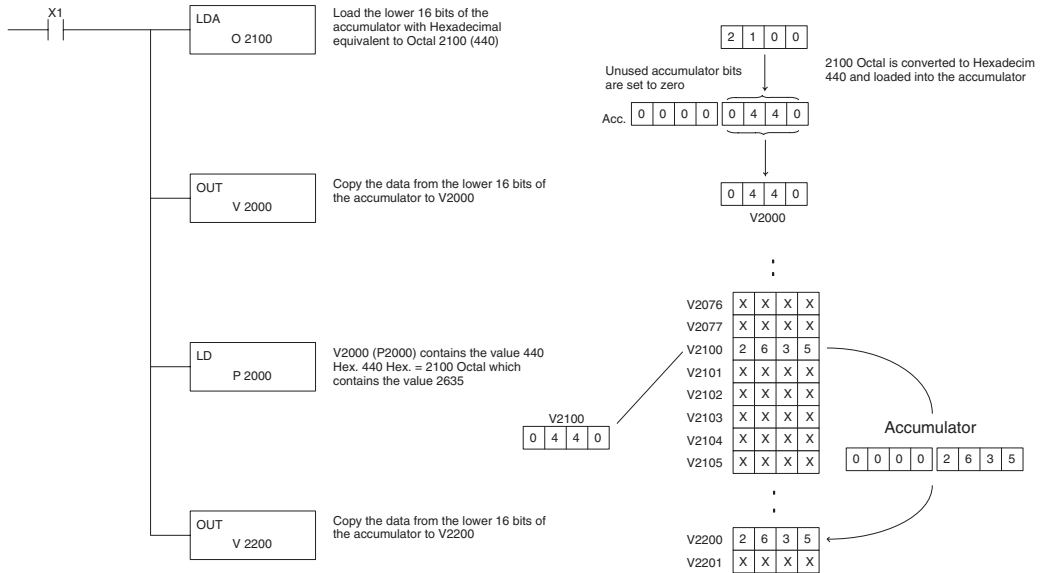 X1
LDA
O 2100
Load the lower 16 bits of the
accumulator with Hexadecimal
equivalent to Octal 2100 (440)
2 1 0 0
2100 Octal is converted to Hexadecim
440 and loaded into the accumulator
Unused accumulator bits
are set to zero
Acc. 0 0 0 0 0 4 4 0
OUT
V 2000
Copy the data from the lower 16 bits of
the accumulator to V2000
0 4 4 0
V2000
LD
P 2000
V2000 (P2000) contains the value 440
Hex. 440 Hex. = 2100 Octal which
contains the value 2635
V2100
0 4 4 0
V2076 X X X X
V2077 X X X X
V2100 2 6 3 5
V2101 X X X X
V2102 X X X X
V2103 X X X X
V2104 X X X X
V2105 X X X X
Accumulator
0 0 0 0 2 6 3 5
OUT
V 2200
Copy the data from the lower 16 bits of
the accumulator to V2200
V2200 2 6 3 5
V2201 X X X X